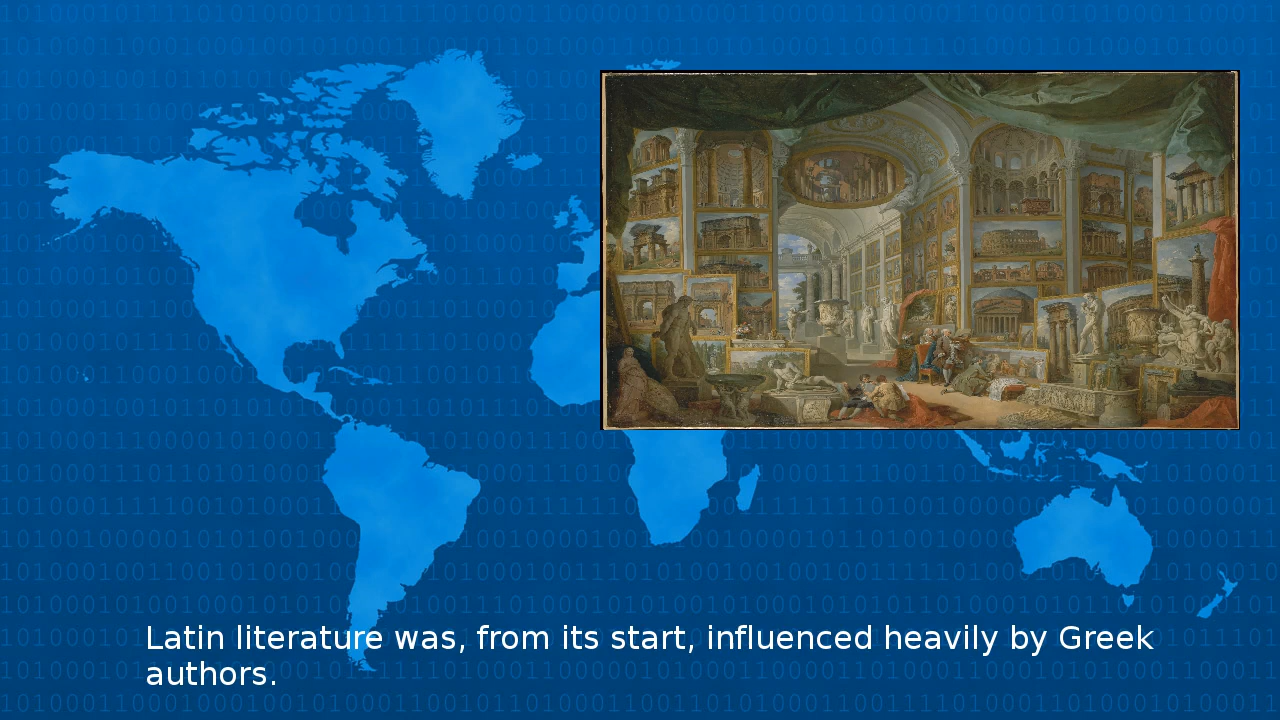 Latin literature was, from its start, influenced heavily by Greek
authors.